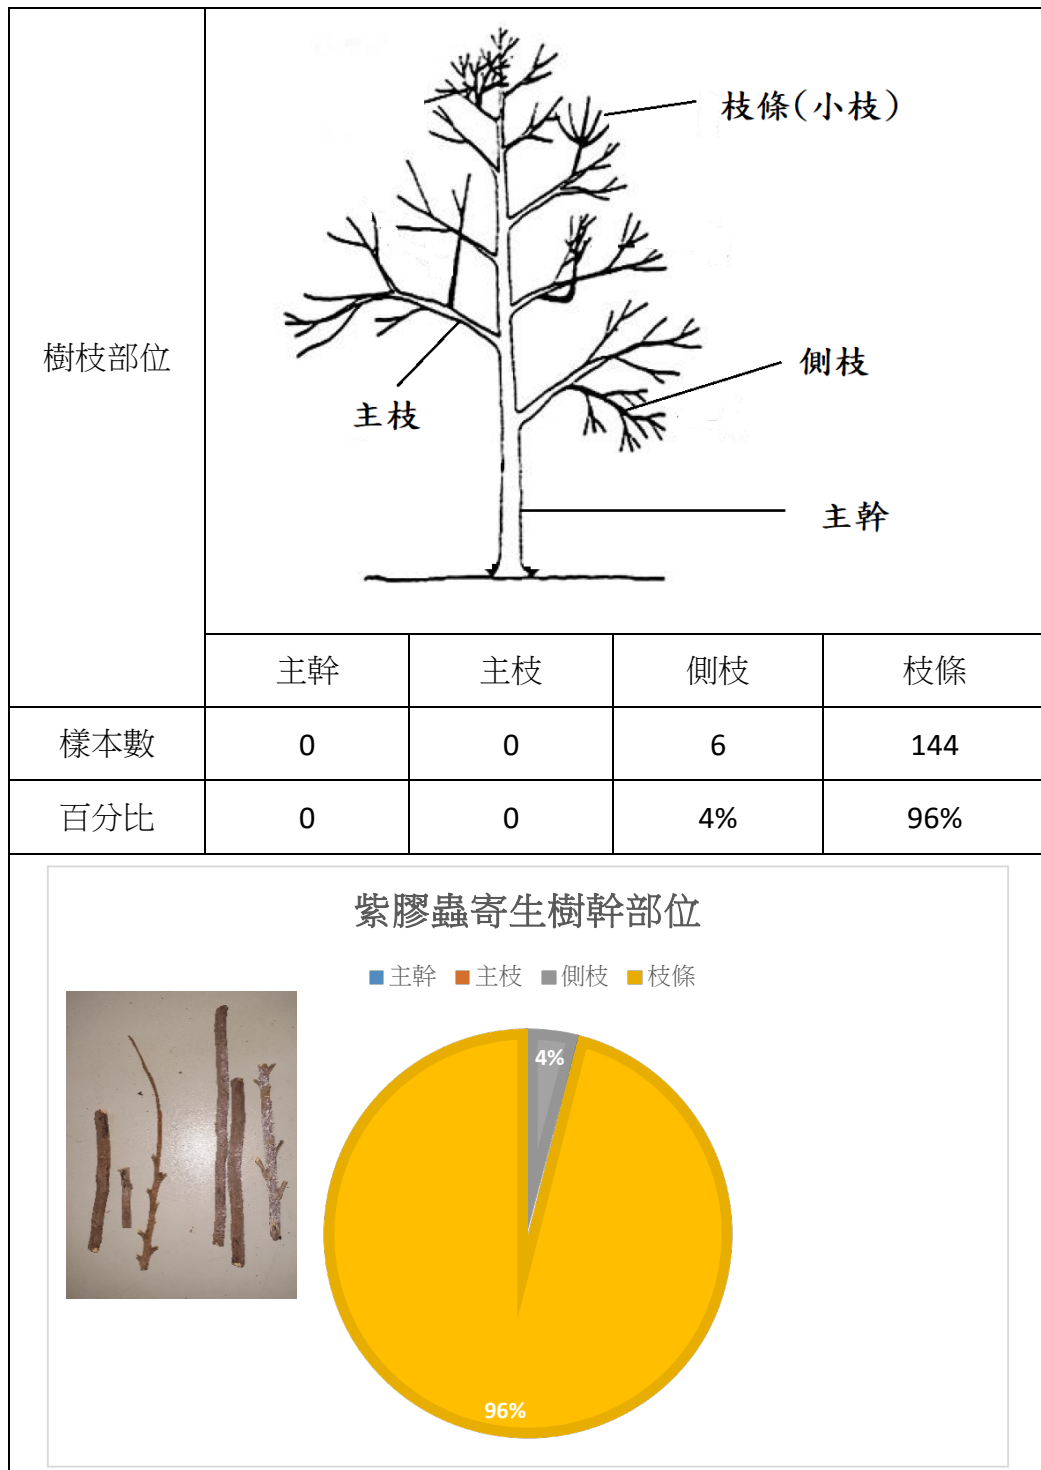 枝條(小枝)
樹枝部位
側枝
主枝
主幹
主幹 主枝 側枝 枝條
樣本數 0 0 6 144
百分比 0 0 4% 96%
紫膠蟲寄生樹幹部位
主幹 主枝 側枝 枝條
4%
96%